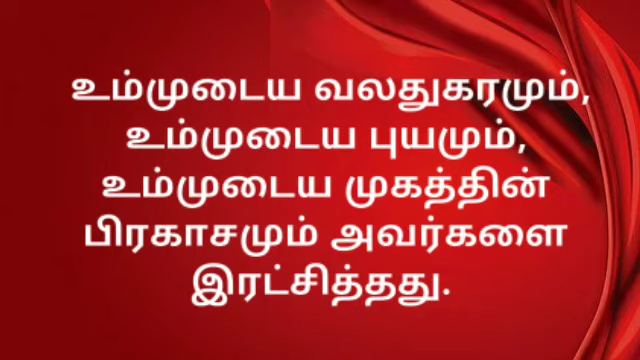 உம்முடைய வலதுகரமும்,
உம்முடைய புயமும்,
உம்முடைய முகத்தின்
பிரகாசமும் அவர்களை
இரட்சித்தது.